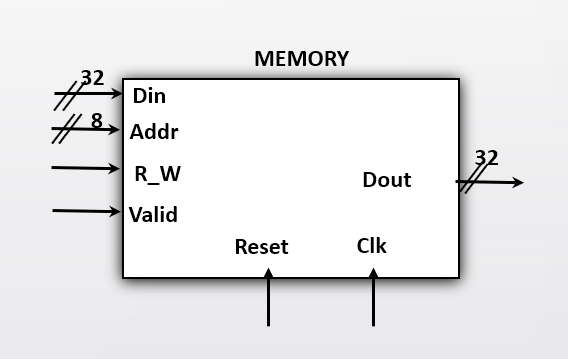 MEMORY
32
Din
8
Addr
R_W
32
Dout
Valid
Reset
Clk